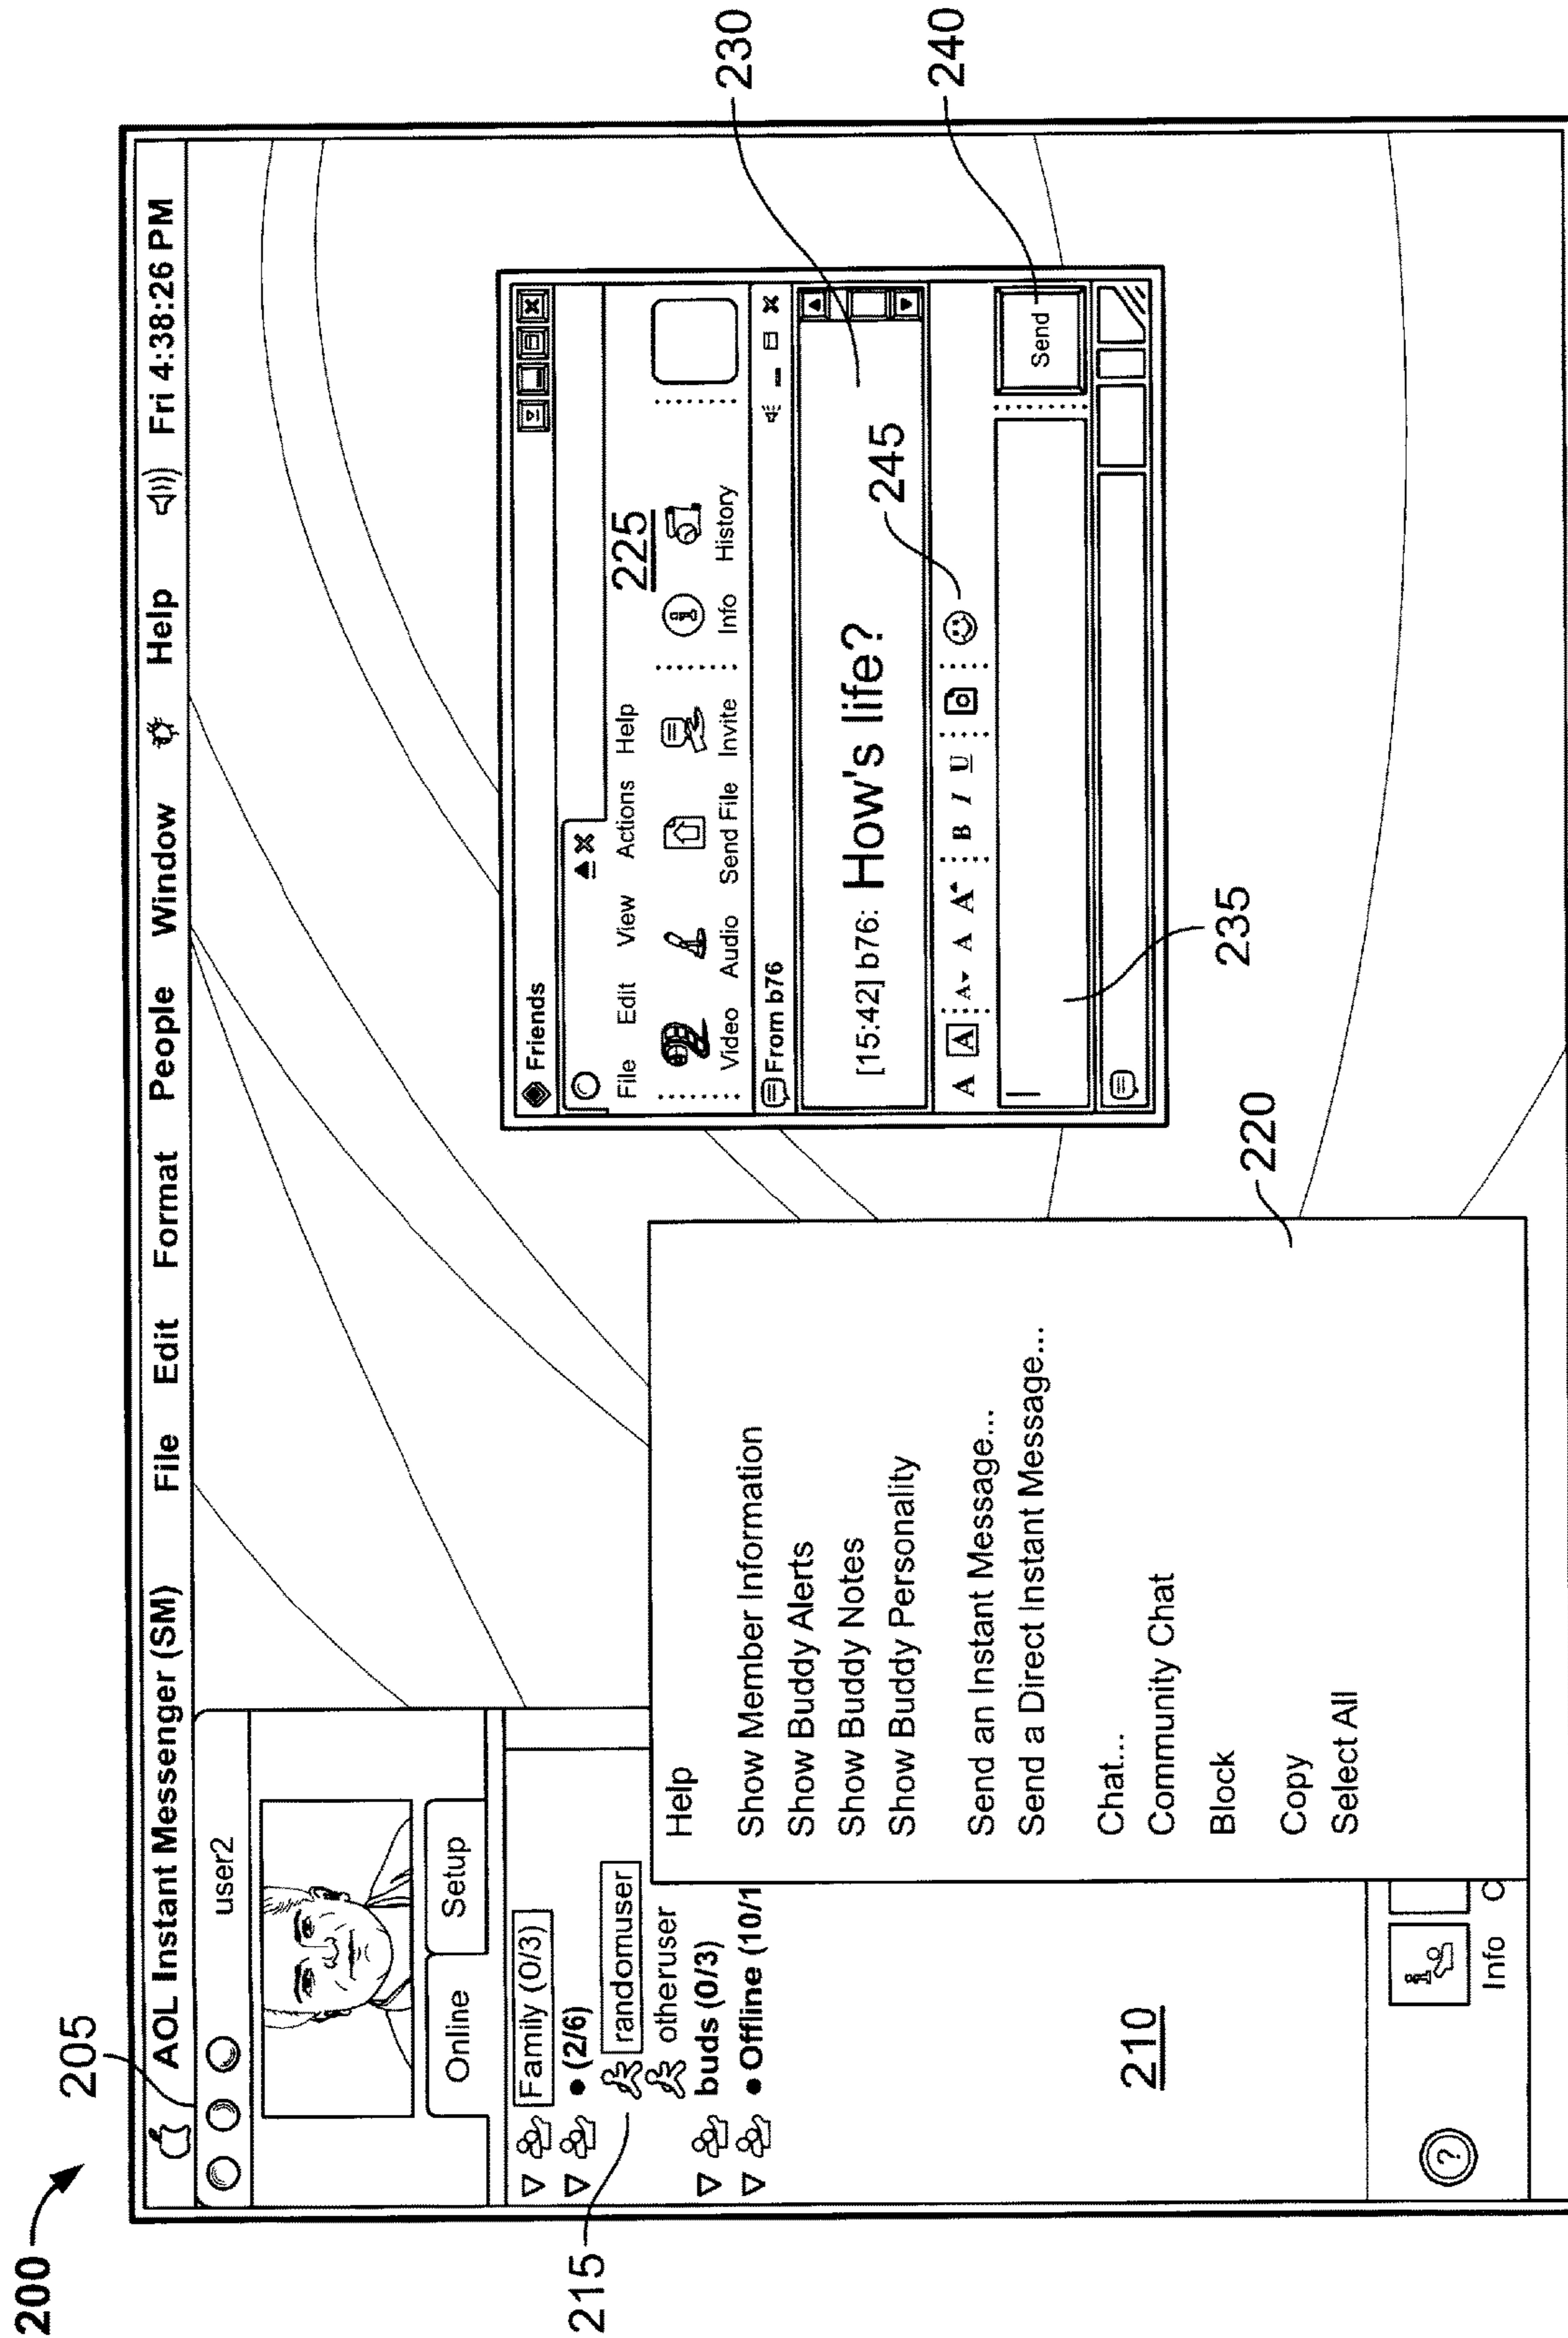 200
205
AOL Instant Messenger (SM) File Edit Format People Window Help Fri 4:38:26 PM
user2
Online Setup
Family (0/3)
• (2/6)
215
randomuser
otheruser
buds (0/3)
• Offline (10/1
210
Info C
?
Help
Show Member Information
Show Buddy Alerts
Show Buddy Notes
Show Buddy Personality
Send an Instant Message...
Send a Direct Instant Message...
Chat...
Community Chat
Block
Copy
Select All
220
Friends
File Edit View Actions Help
225
Video Audio Send File Invite Info History
From b76
230
[15:42] b76: How's life?
245
A A A A A B I U
235
Send
240